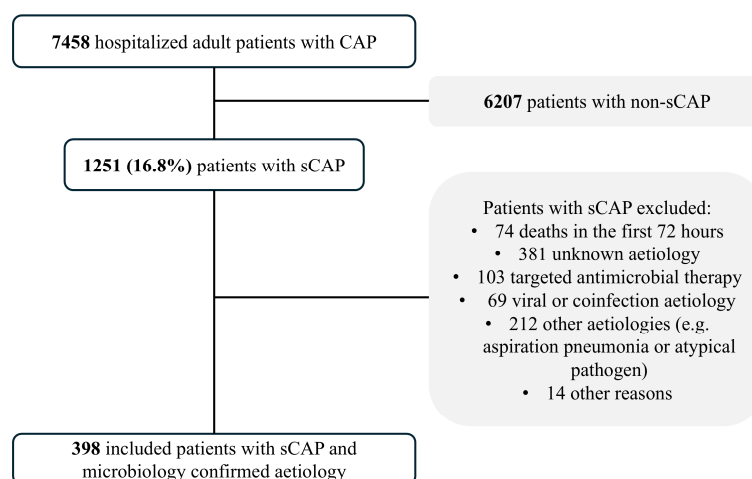 7458 hospitalized adult patients with CAP
6207 patients with non-sCAP
1251 (16.8%) patients with sCAP
Patients with sCAP excluded:
• 74 deaths in the first 72 hours
• 381 unknown aetiology
• 103 targeted antimicrobial therapy
• 69 viral or coinfection aetiology
• 212 other aetiologies (e.g.
aspiration pneumonia or atypical
pathogen)
• 14 other reasons
398 included patients with sCAP and
microbiology confirmed aetiology